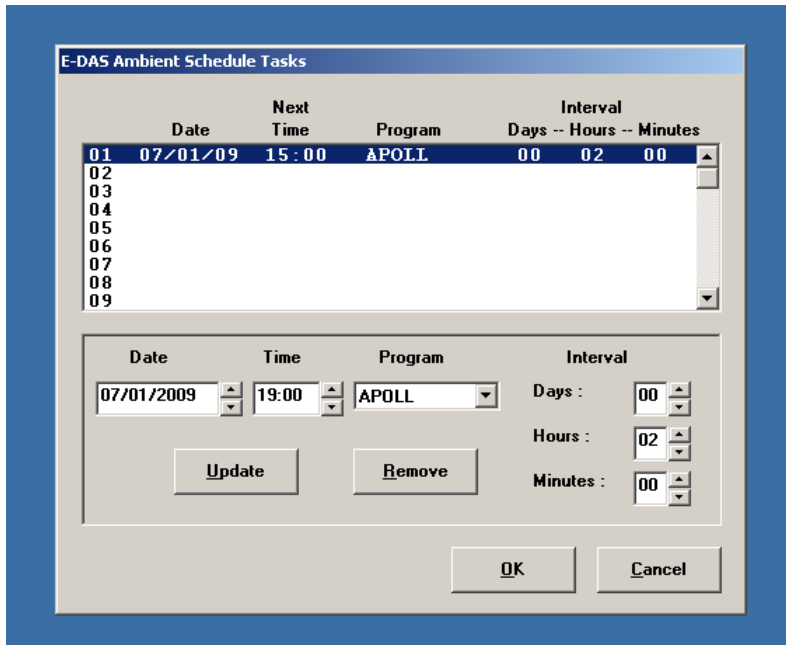 E-DAS Ambient Schedule Tasks
Next Interval
Date Time Program Days -- Hours -- Minutes
01 07/01/09 15:00 APOLL 00 02 00
02
03
04
05
06
07
08
09
Date Time Program Interval
07/01/2009 19:00 APOLL Days : 00
Hours : 02
Update Remove Minutes : 00
OK Cancel